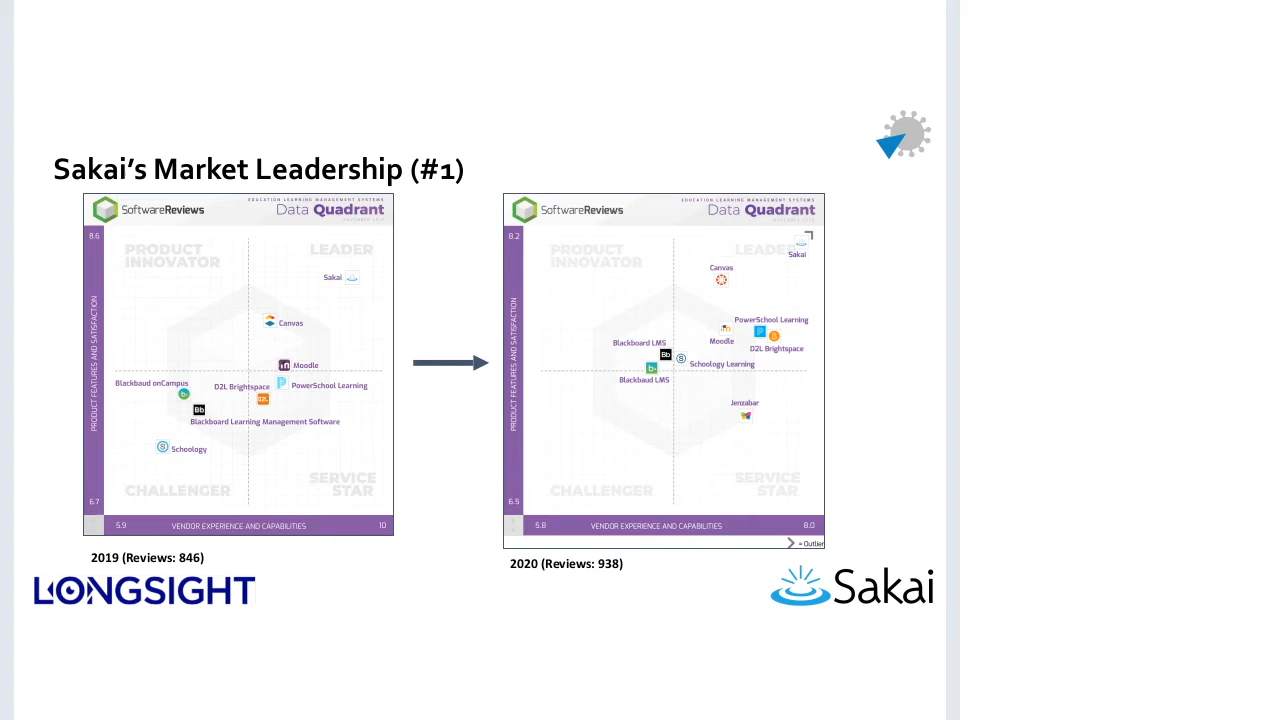 Sakai’s Market Leadership (#1)
SoftwareReviews
EDUCATION LEARNING MANAGEMENT SYSTEMS
Data Quadrant
8.6
PRODUCT FEATURES AND SATISFACTION
6.7
PRODUCT
INNOVATOR
LEADER
Sakai
Canvas
Moodle
Blackbaud onCampus
D2L Brightspace
PowerSchool Learning
D2L
Bb
Blackboard Learning Management Software
Schoology
CHALLENGER
SERVICE
STAR
5.9
VENDOR EXPERIENCE AND CAPABILITIES
10
2019 (Reviews: 846)
SoftwareReviews
EDUCATION LEARNING MANAGEMENT SYSTEMS
Data Quadrant
8.2
PRODUCT FEATURES AND SATISFACTION
6.5
PRODUCT
INNOVATOR
LEADER
Sakai
Canvas
PowerSchool Learning
Moodle
D2L Brightspace
Blackboard LMS
Bb
Schoology Learning
Blackbaud LMS
Jenzabar
CHALLENGER
SERVICE
STAR
5.8
VENDOR EXPERIENCE AND CAPABILITIES
8.0
= Outlier
2020 (Reviews: 938)
LONGSIGHT
Sakai